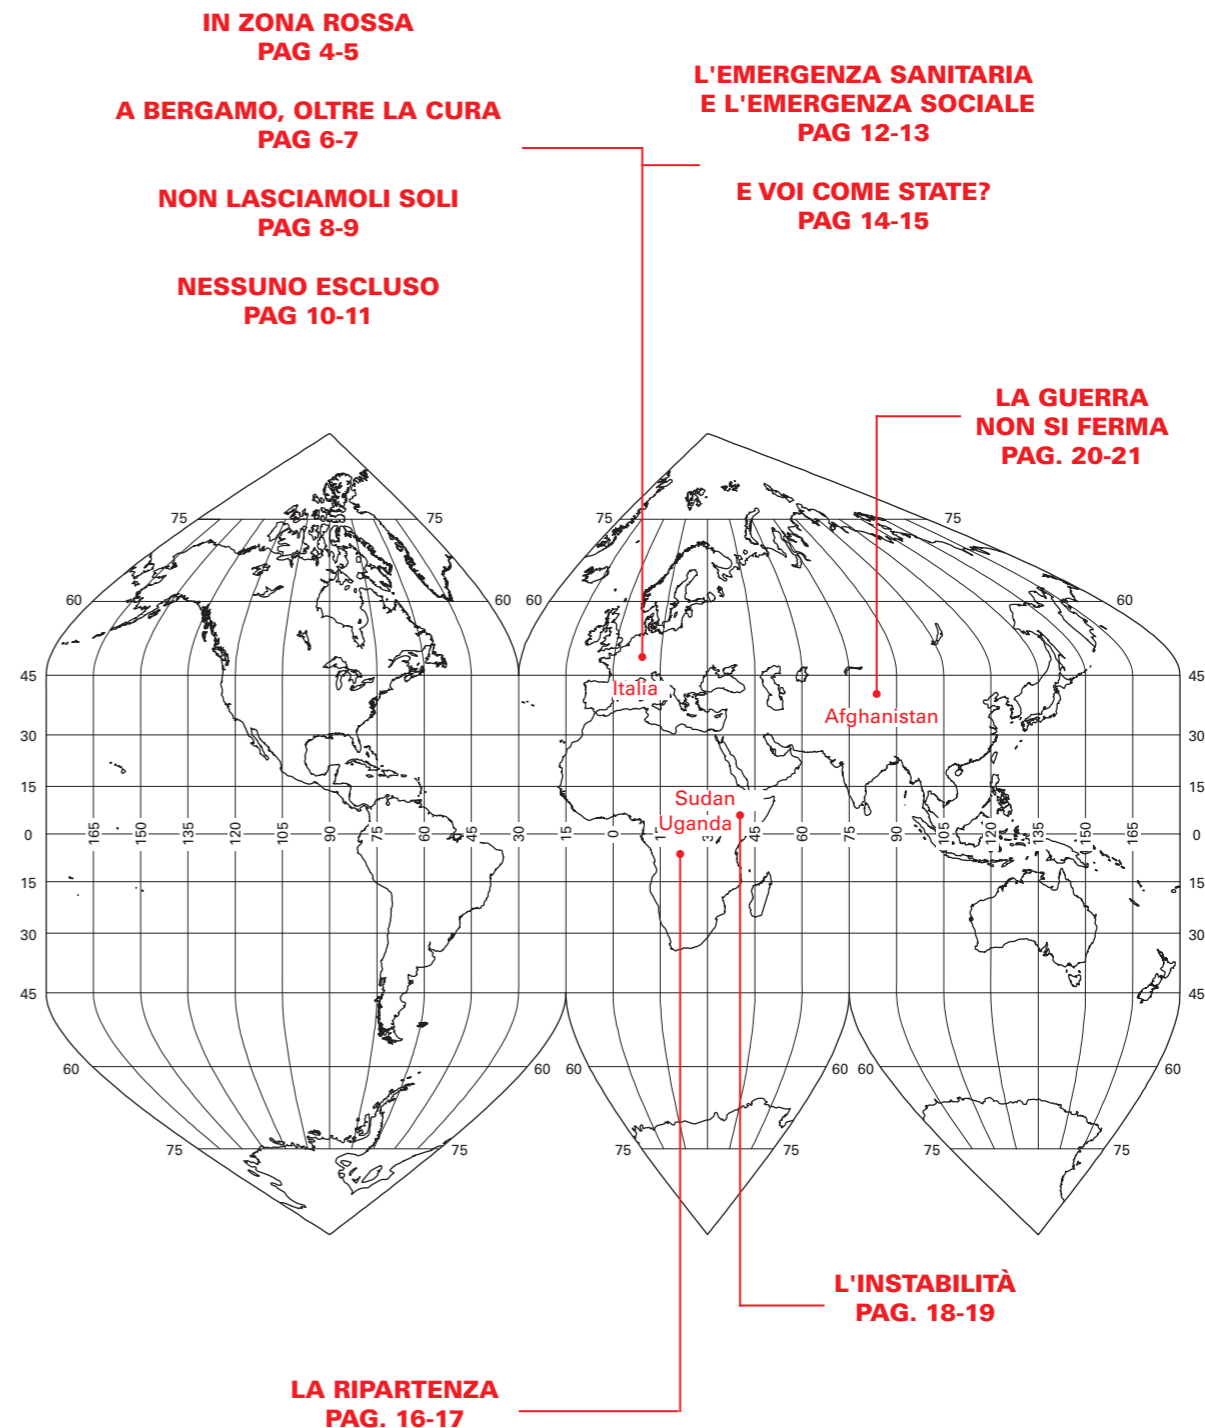 IN ZONA ROSSA
PAG 4-5
A BERGAMO, OLTRE LA CURA
PAG 6-7
NON LASCIAMOLI SOLI
PAG 8-9
NESSUNO ESCLUSO
PAG 10-11
L'EMERGENZA SANITARIA
E L'EMERGENZA SOCIALE
PAG 12-13
E VOI COME STATE?
PAG 14-15
LA GUERRA
NON SI FERMA
PAG. 20-21
75 75 75 75
60 60 60 60
45 45
Italia
Afghanistan
30 30
15 15
Sudan
Uganda
0 165 150 135 120 105 90 75 60 45 30 15 0 15 3 45 60 75 90 105 120 135 150 165 0
15 15
30 30
45 45
60 60 60 60 60
75 75 75 75 75 75
L'INSTABILITÀ
PAG. 18-19
LA RIPARTENZA
PAG. 16-17